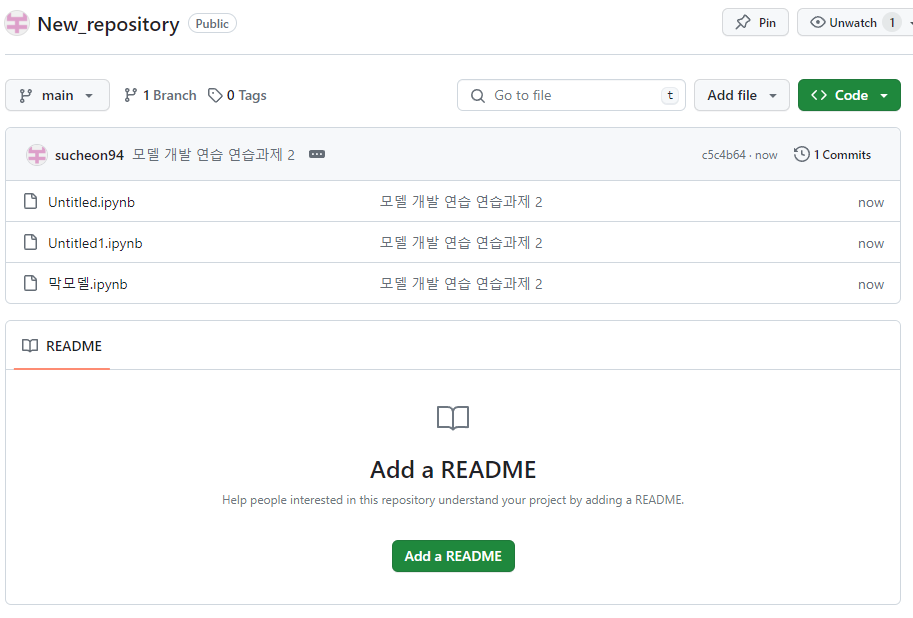 New_repository Public Pin Unwatch 1
main 1 Branch 0 Tags Go to file t Add file Code
sucheon94 모델 개발 연습 연습과제 2 c5c4b64 · now 1 Commits
Untitled.ipynb 모델 개발 연습 연습과제 2 now
Untitled1.ipynb 모델 개발 연습 연습과제 2 now
막모델.ipynb 모델 개발 연습 연습과제 2 now
README
Add a README
Help people interested in this repository understand your project by adding a README.
Add a README